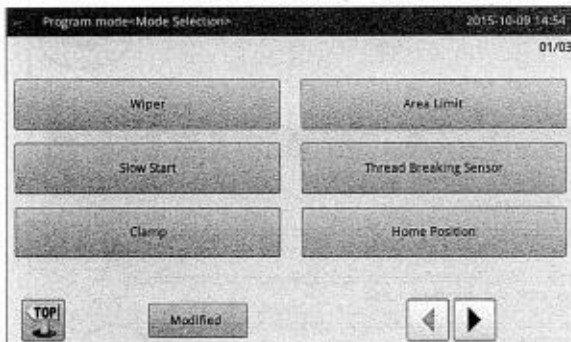 Program mode<Mode Selection>
2015-10-09 14:54
01/03
Wiper
Area Limit
Slow Start
Thread Breaking Sensor
Clamp
Home Position
TOP
Modified